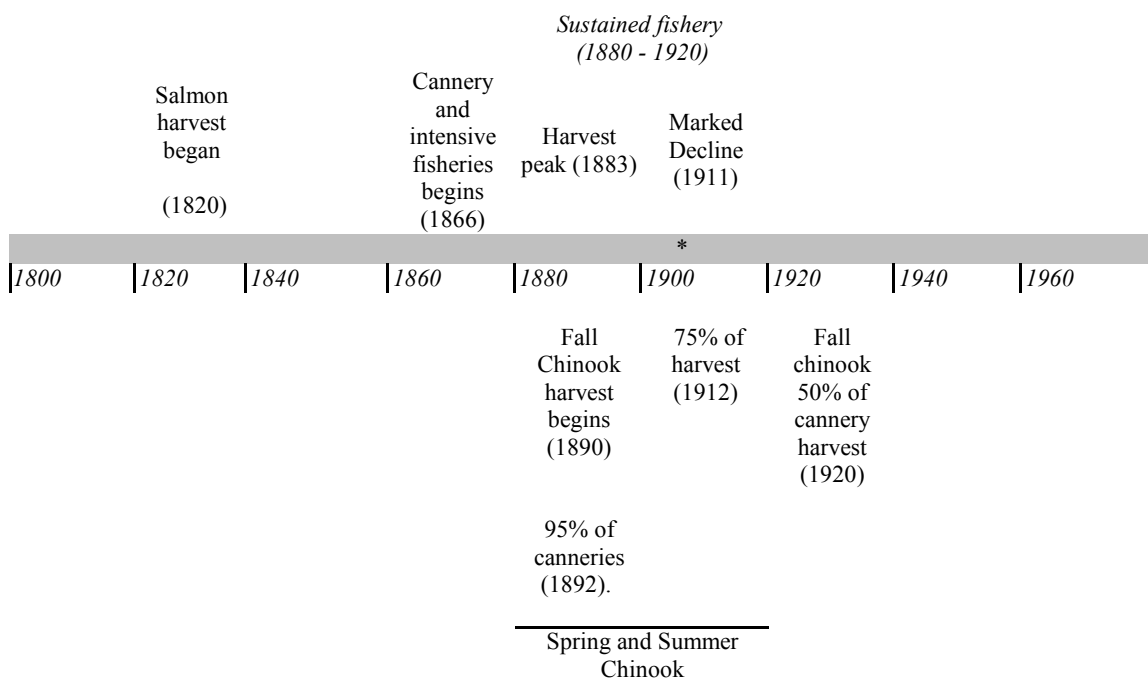 Sustained fishery
(1880 - 1920)
Salmon
harvest
began
(1820)
Cannery
and
intensive
fisheries
begins
(1866)
Harvest
peak (1883)
Marked
Decline
(1911)
*
1800
1820
1840
1860
1880
1900
1920
1940
1960
Fall
Chinook
harvest
begins
(1890)
75% of
harvest
(1912)
Fall
chinook
50% of
cannery
harvest
(1920)
95% of
canneries
(1892).
Spring and Summer
Chinook